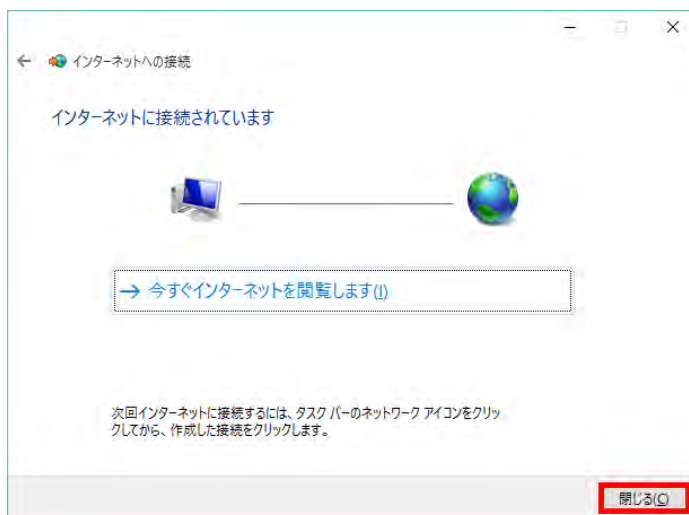 インターネットへの接続
インターネットに接続されています
→ 今すぐインターネットを閲覧します(I)
次回インターネットに接続するには、タスク バーのネットワーク アイコンをクリッ
クしてから、作成した接続をクリックします。
閉じる(C)